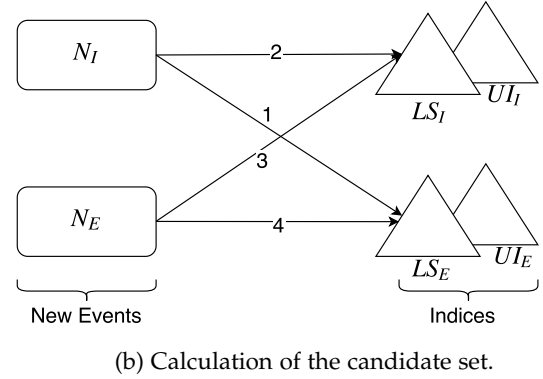 N_I
2
LS_I
UI_I
1
3
N_E
4
LS_E
UI_E
New Events
Indices
(b) Calculation of the candidate set.